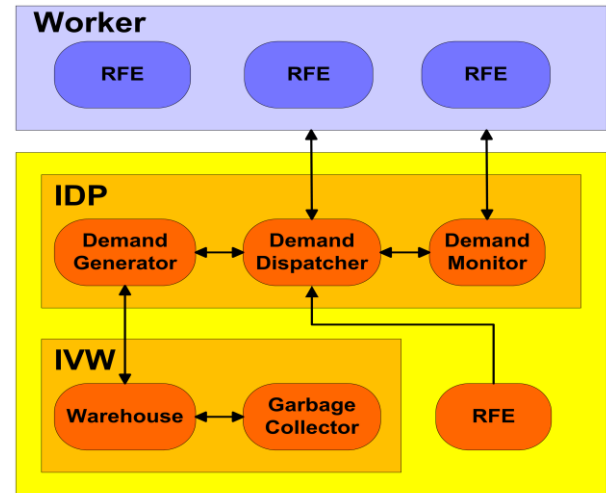 Worker
RFE
RFE
RFE
IDP
Demand
Generator
Demand
Dispatcher
Demand
Monitor
IVW
Warehouse
Garbage
Collector
RFE